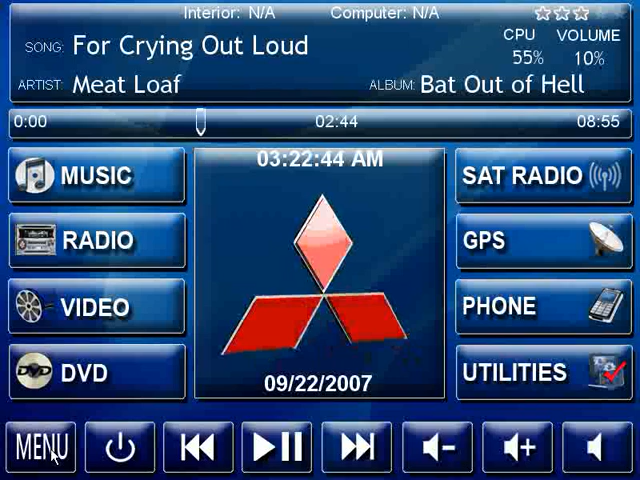 Interior: N/A Computer: N/A
SONG: For Crying Out Loud
CPU VOLUME
55% 10%
ARTIST: Meat Loaf ALBUM: Bat Out of Hell
0:00 02:44 08:55
03:22:44 AM
MUSIC
SAT RADIO
RADIO
GPS
VIDEO
PHONE
DVD
DVD
UTILITIES
09/22/2007
MENU
- +